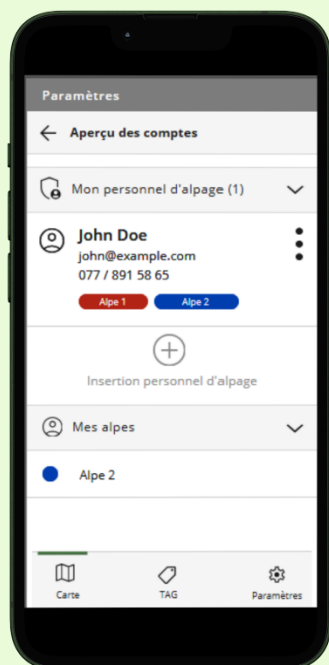 Paramètres
Aperçu des comptes
Mon personnel d'alpage (1)
John Doe
john@example.com
077 / 891 58 65
Alpe 1 Alpe 2
Insertion personnel d'alpage
Mes alpes
Alpe 2
Carte TAG Paramètres